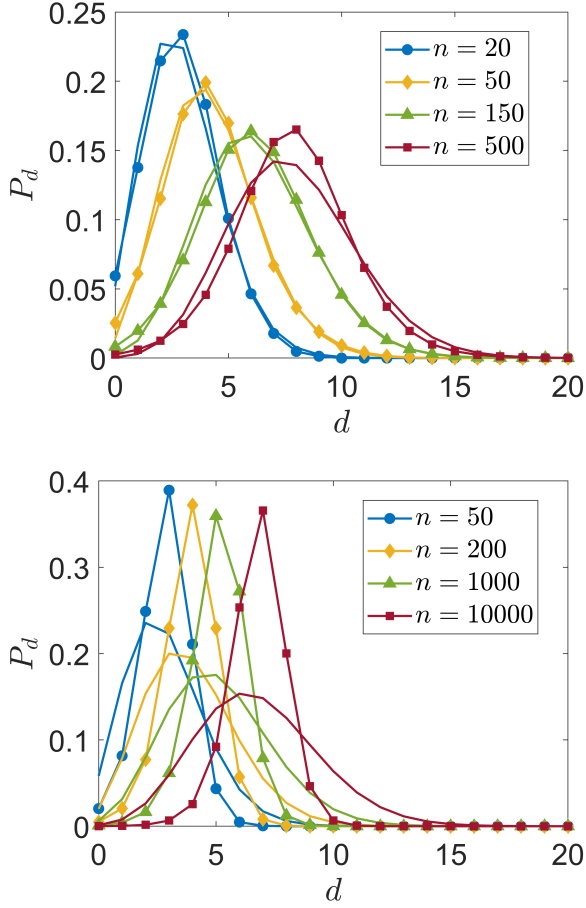 0.25
0.2
0.15
0.1
0.05
0
P_d
0 5 10 15 20
d
n = 20
n = 50
n = 150
n = 500
0.4
0.3
0.2
0.1
0
P_d
0 5 10 15 20
d
n = 50
n = 200
n = 1000
n = 10000